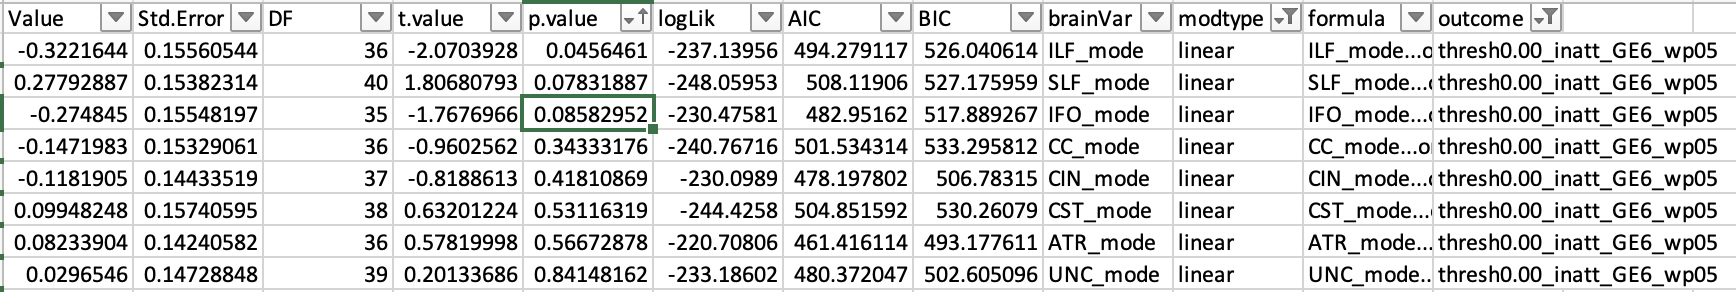 Value Std.Error DF t.value p.value logLik AIC BIC brainVar modtype formula outcome
-0.3221644 0.15560544 36 -2.0703928 0.0456461 -237.13956 494.279117 526.040614 ILF_mode linear ILF_mode...o thresh0.00_inatt_GE6_wp05
0.27792887 0.15382314 40 1.80680793 0.07831887 -248.05953 508.11906 527.175959 SLF_mode linear SLF_mode... thresh0.00_inatt_GE6_wp05
-0.274845 0.15548197 35 -1.7676966 0.08582952 -230.47581 482.95162 517.889267 IFO_mode linear IFO_mode... thresh0.00_inatt_GE6_wp05
-0.1471983 0.15329061 36 -0.9602562 0.34333176 -240.76716 501.534314 533.295812 CC_mode linear CC_mode...o thresh0.00_inatt_GE6_wp05
-0.1181905 0.14433519 37 -0.8188613 0.41810869 -230.0989 478.197802 506.78315 CIN_mode linear CIN_mode... thresh0.00_inatt_GE6_wp05
0.09948248 0.15740595 38 0.63201224 0.53116319 -244.4258 504.851592 530.26079 CST_mode linear CST_mode... thresh0.00_inatt_GE6_wp05
0.08233904 0.14240582 36 0.57819998 0.56672878 -220.70806 461.416114 493.177611 ATR_mode linear ATR_mode... thresh0.00_inatt_GE6_wp05
0.0296546 0.14728848 39 0.20133686 0.84148162 -233.18602 480.372047 502.605096 UNC_mode linear UNC_mode.. thresh0.00_inatt_GE6_wp05